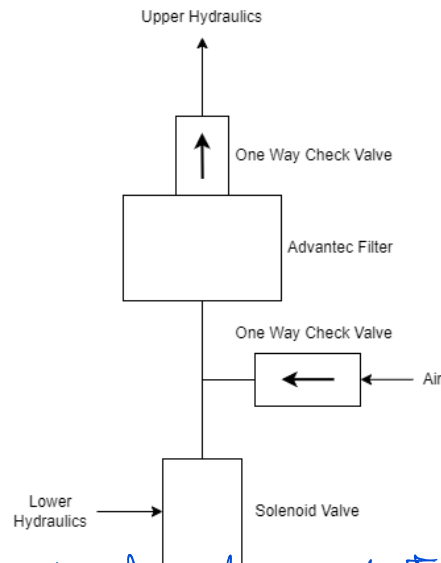 Upper Hydraulics
One Way Check Valve
Advantec Filter
One Way Check Valve
Air
Lower
Hydraulics
Solenoid Valve